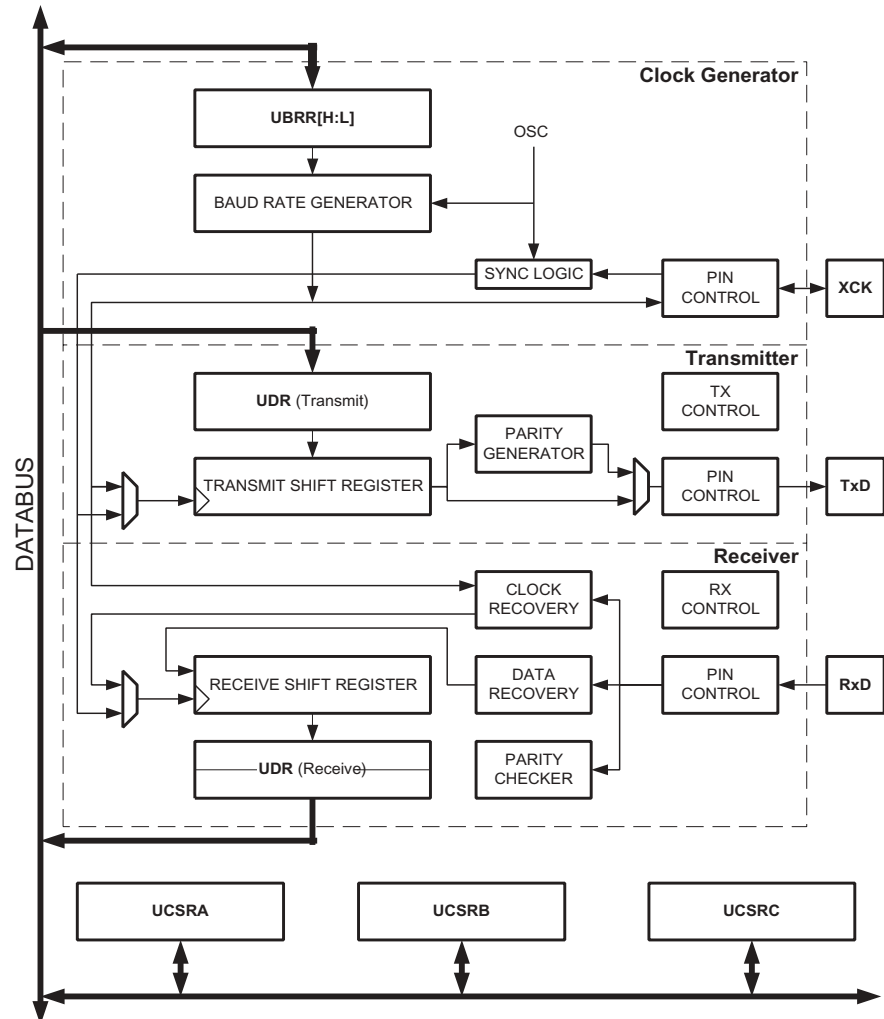 Clock Generator
UBRR[H:L]
OSC
BAUD RATE GENERATOR
SYNC LOGIC
PIN
CONTROL
XCK
Transmitter
UDR (Transmit)
TX
CONTROL
PARITY
GENERATOR
TRANSMIT SHIFT REGISTER
PIN
CONTROL
TxD
DATABUS
Receiver
CLOCK
RECOVERY
RX
CONTROL
RECEIVE SHIFT REGISTER
DATA
RECOVERY
PIN
CONTROL
RxD
UDR (Receive)
PARITY
CHECKER
UCSRA
UCSRB
UCSRC